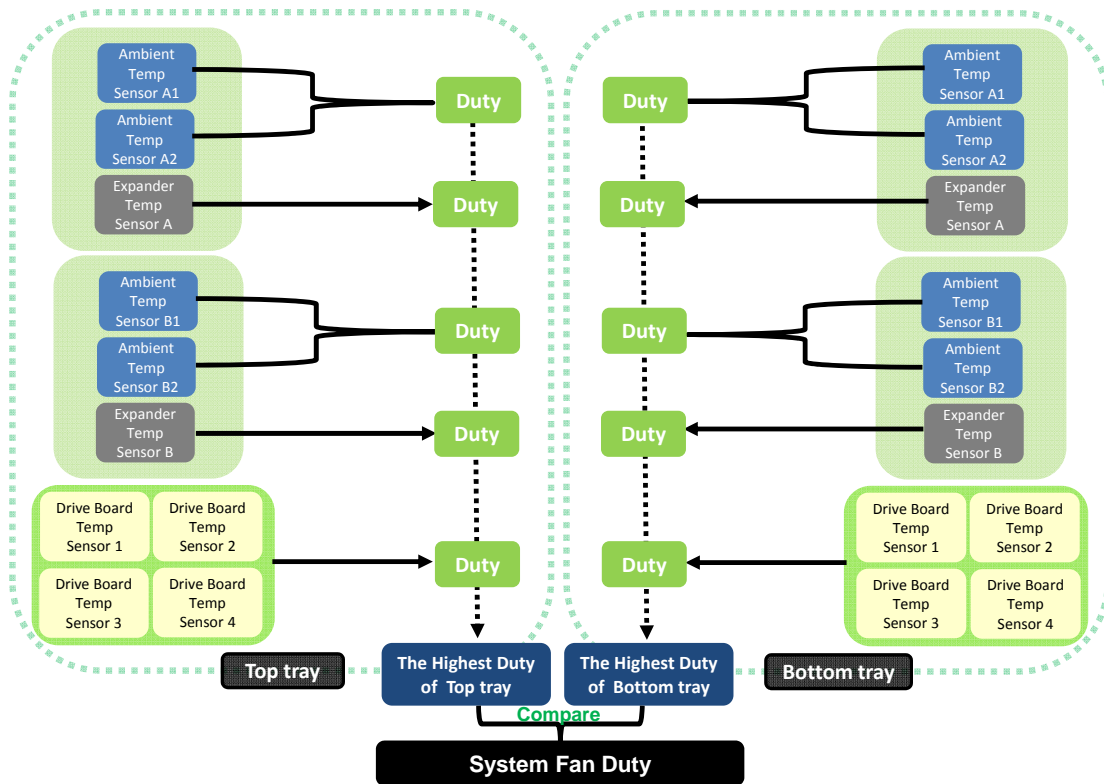 Ambient
Temp
Sensor A1
Ambient
Temp
Sensor A2
Expander
Temp
Sensor A
Duty
Duty
Ambient
Temp
Sensor B1
Ambient
Temp
Sensor B2
Expander
Temp
Sensor B
Duty
Duty
Drive Board
Temp
Sensor 1
Drive Board
Temp
Sensor 2
Drive Board
Temp
Sensor 3
Drive Board
Temp
Sensor 4
Duty
Top tray
The Highest Duty
of Top tray
Duty
Duty
Ambient
Temp
Sensor A1
Ambient
Temp
Sensor A2
Expander
Temp
Sensor A
Duty
Duty
Ambient
Temp
Sensor B1
Ambient
Temp
Sensor B2
Expander
Temp
Sensor B
Duty
Drive Board
Temp
Sensor 1
Drive Board
Temp
Sensor 2
Drive Board
Temp
Sensor 3
Drive Board
Temp
Sensor 4
The Highest Duty
of Bottom tray
Bottom tray
Compare
System Fan Duty